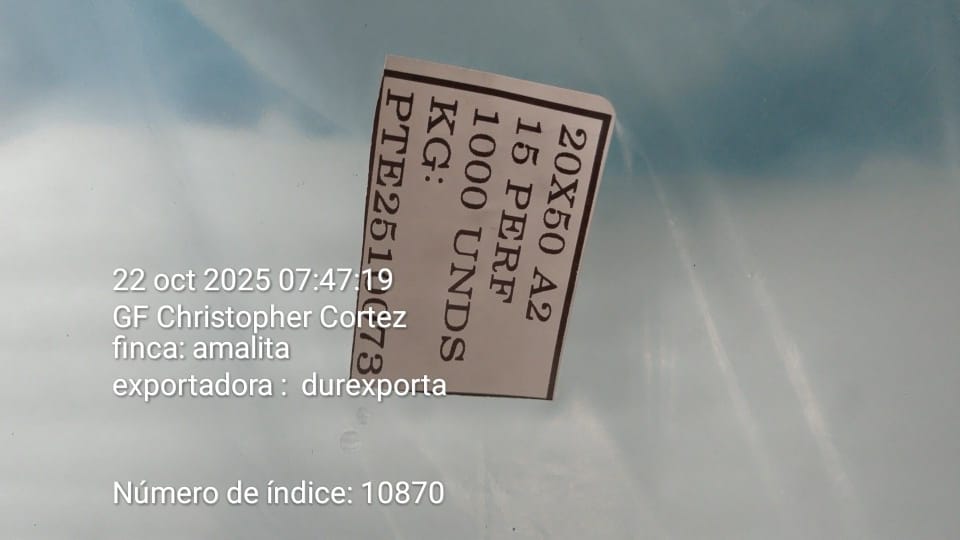 20X50 A2
15 PERF
1000 UNDS
KG:
22 oct 2025 07:47:19
GF Christopher Cortez
finca: amalita
exportadora : durexporta
Número de índice: 10870